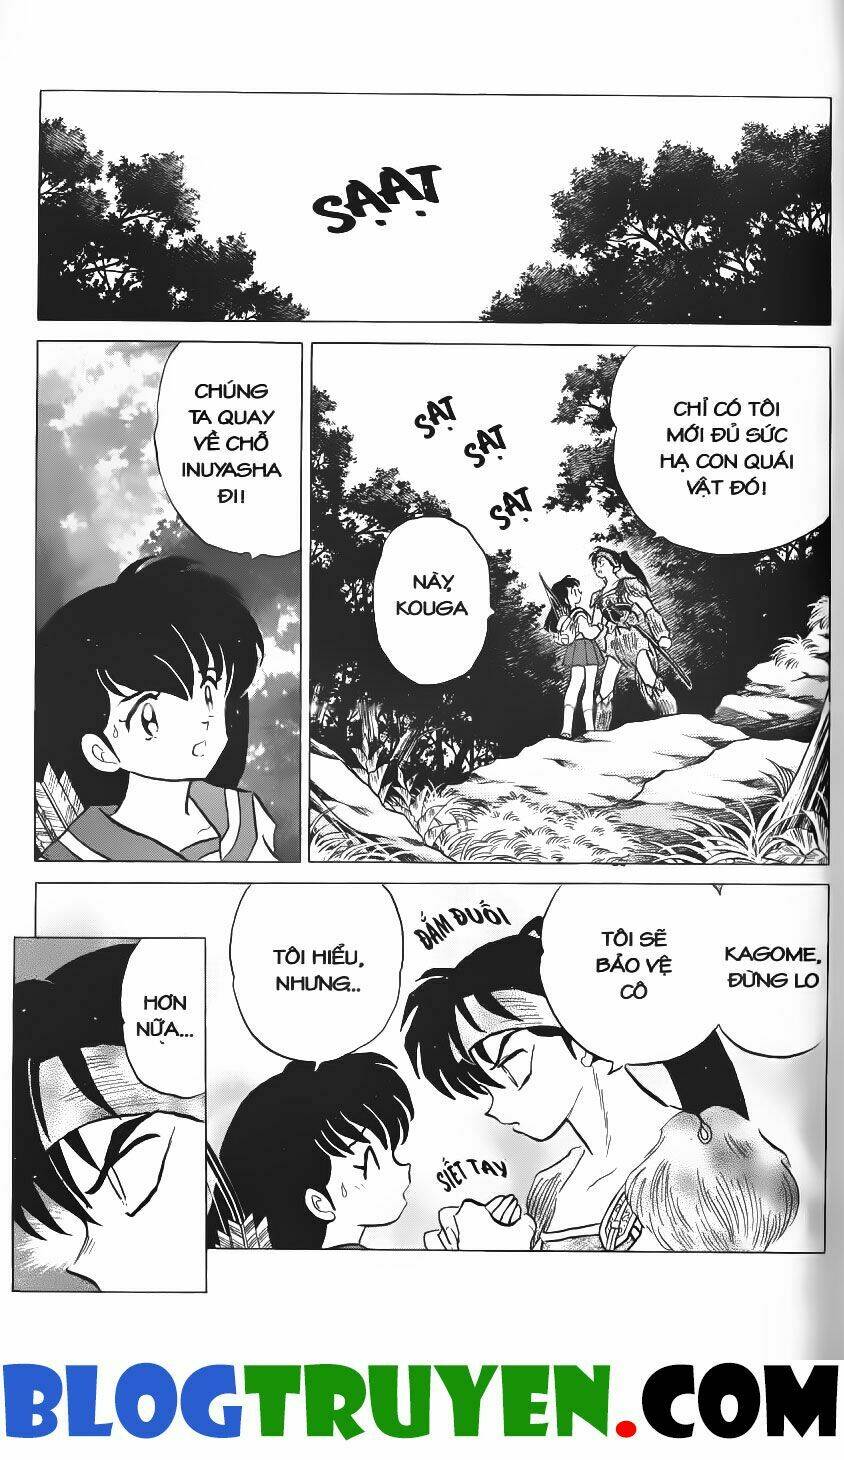 SẠẠT
CHỈ CÓ TÔI
MỚI ĐỦ SỨC
HẠ CON QUÁI
VẬT ĐÓ!
SẠT
SẠT
SẠT
NÀY,
KOUGA
CHÚNG
TA QUAY
VỀ CHỖ
INUYASHA
ĐI!
KAGOME,
ĐỪNG LO
TÔI SẼ
BẢO VỆ
CÔ
ĐẮM ĐUỐI
TÔI HIỂU,
NHƯNG...
SIẾT TAY
HƠN
NỮA...
BLOGTRUYEN.COM